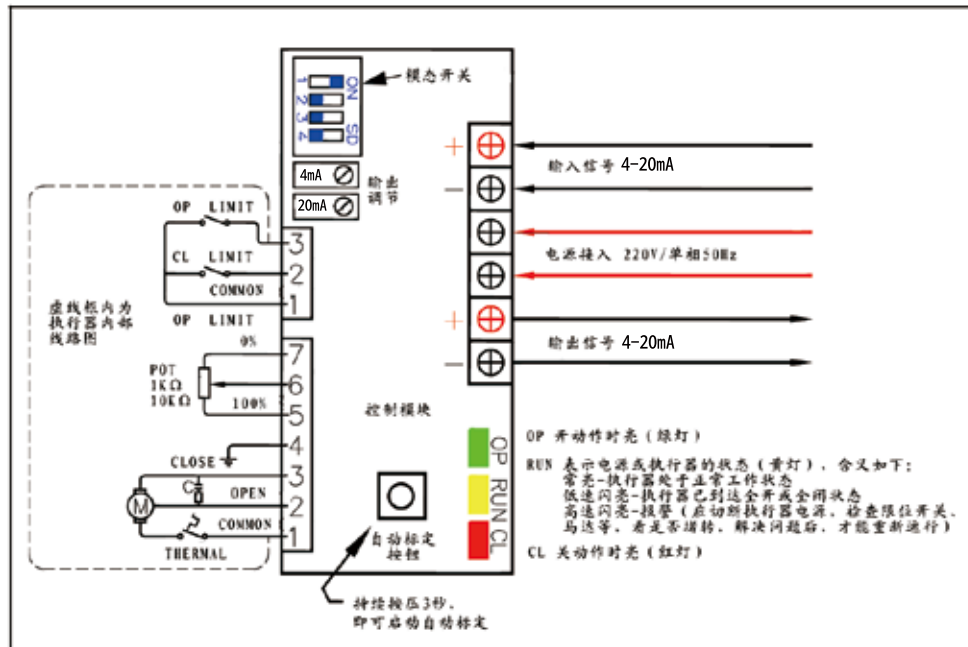 模态开关
1
2
3
4
ON
SD
4mA
20mA
输出
调节
+
输入信号 4-20mA
-
电源接入 220V/单相50Hz
+
输出信号 4-20mA
-
虚线框内为
执行器内部
线路图
OP LIMIT
3
CL LIMIT
2
COMMON
1
OP LIMIT
0%
7
POT
1KΩ
10KΩ
6
100%
5
4
CLOSE
3
C
OPEN
2
M
COMMON
1
THERMAL
控制模块
自动标定
按钮
OP
RUN
CL
持续按压3秒,
即可启动自动标定
OP 开动作时亮(绿灯)
RUN 表示电源或执行器的状态(黄灯), 含义如下:
常亮-执行器处于正常工作状态
低速闪亮-执行器已到达全开或全闭状态
高速闪亮-报警(应切断执行器电源, 检查限位开关、
马达等, 看是否堵转, 解决问题后, 才能重新运行)
CL 关动作时亮(红灯)